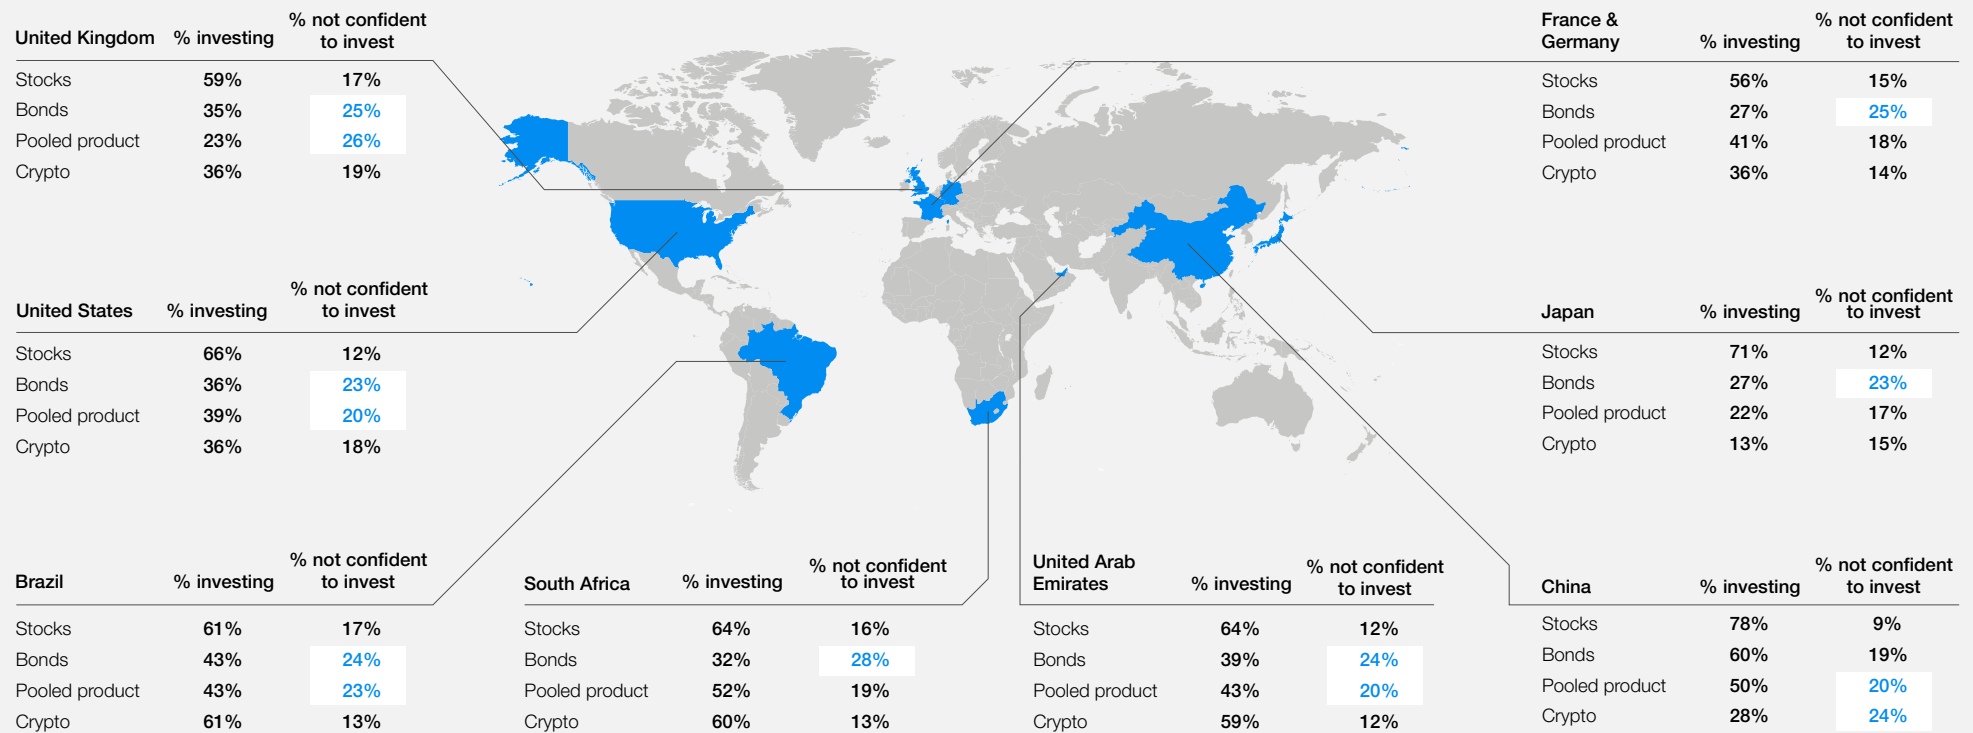 United Kingdom % investing % not confident to invest
Stocks 59% 17%
Bonds 35% 25%
Pooled product 23% 26%
Crypto 36% 19%
France & Germany % investing % not confident to invest
Stocks 56% 15%
Bonds 27% 25%
Pooled product 41% 18%
Crypto 36% 14%
United States % investing % not confident to invest
Stocks 66% 12%
Bonds 36% 23%
Pooled product 39% 20%
Crypto 36% 18%
Japan % investing % not confident to invest
Stocks 71% 12%
Bonds 27% 23%
Pooled product 22% 17%
Crypto 13% 15%
Brazil % investing % not confident to invest
Stocks 61% 17%
Bonds 43% 24%
Pooled product 43% 23%
Crypto 61% 13%
South Africa % investing % not confident to invest
Stocks 64% 16%
Bonds 32% 28%
Pooled product 52% 19%
Crypto 60% 13%
United Arab Emirates % investing % not confident to invest
Stocks 64% 12%
Bonds 39% 24%
Pooled product 43% 20%
Crypto 59% 12%
China % investing % not confident to invest
Stocks 78% 9%
Bonds 60% 19%
Pooled product 50% 20%
Crypto 28% 24%